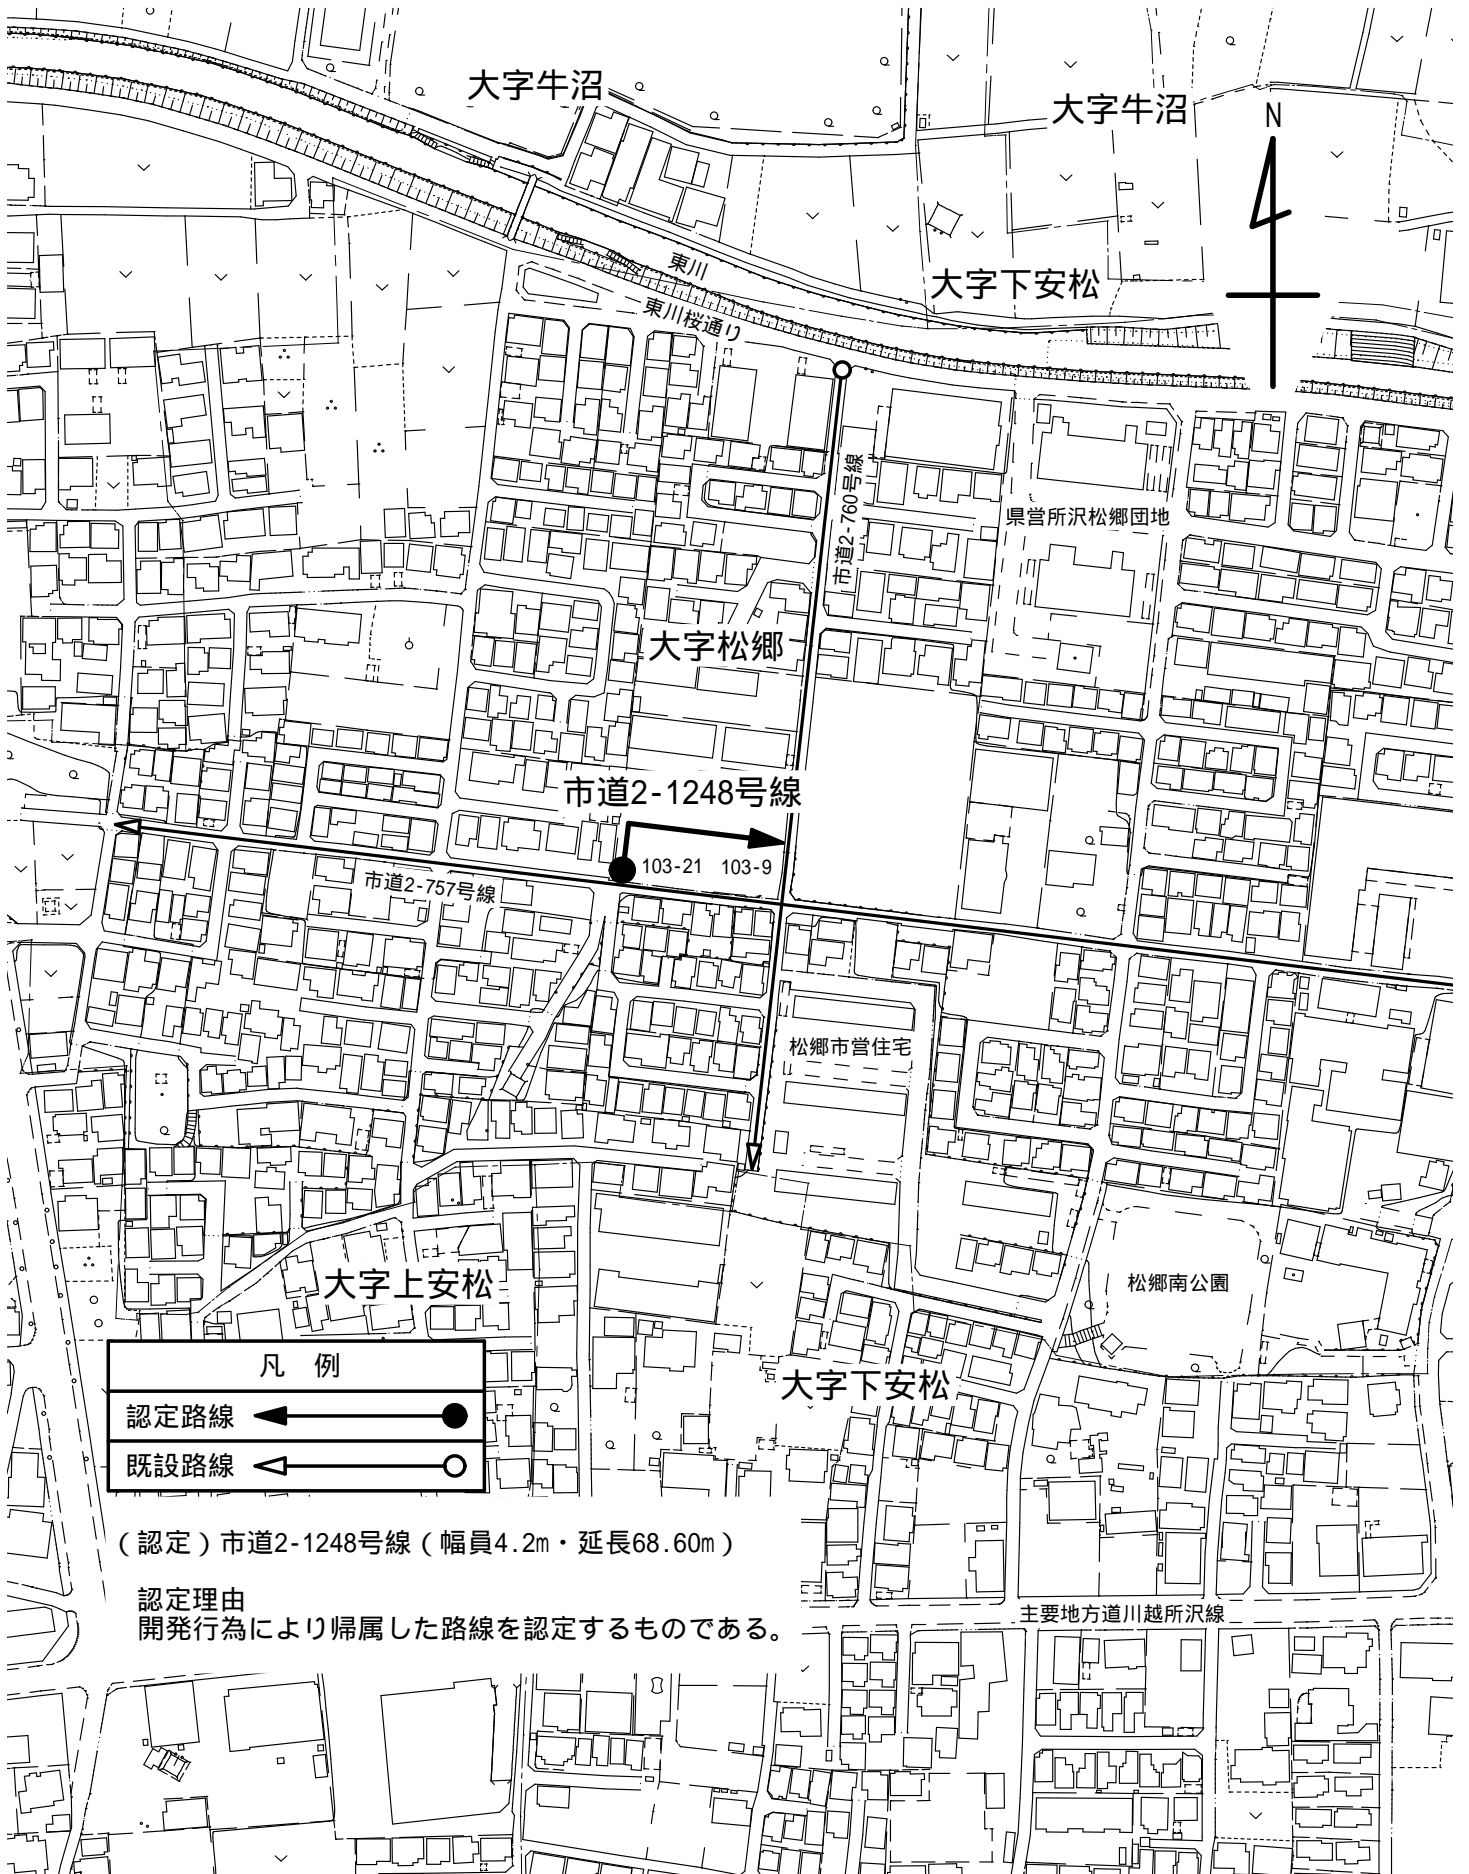 大字牛沼
大字牛沼
N
東川
大字下安松
東川桜通り
市道2-760号線
県営所沢松郷団地
大字松郷
市道2-1248号線
103-21 103-9
市道2-757号線
松郷市営住宅
大字上安松
松郷南公園
凡 例
認定路線
既設路線
大字下安松
(認定)市道2-1248号線(幅員4.2m・延長68.60m)
認定理由
開発行為により帰属した路線を認定するものである。
主要地方道川越所沢線